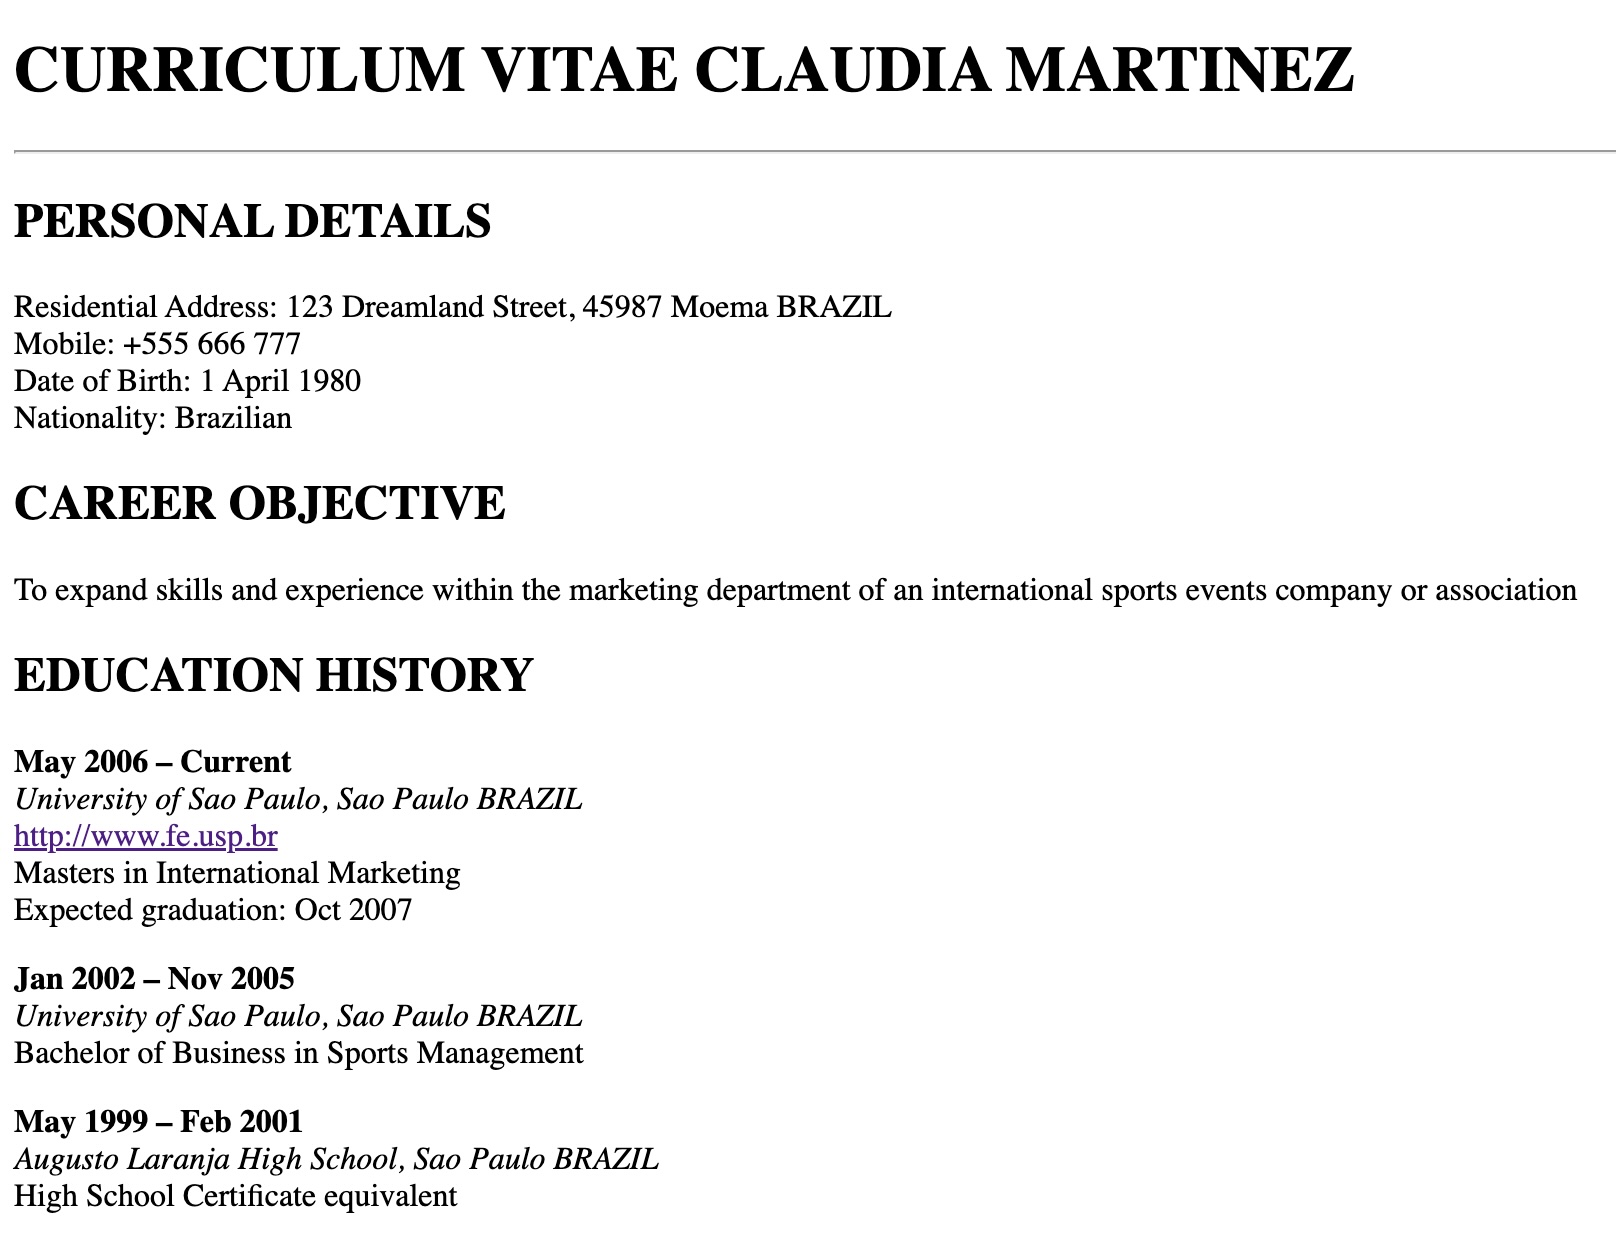 CURRICULUM VITAE CLAUDIA MARTINEZ
PERSONAL DETAILS
Residential Address: 123 Dreamland Street, 45987 Moema BRAZIL
Mobile: +555 666 777
Date of Birth: 1 April 1980
Nationality: Brazilian
CAREER OBJECTIVE
To expand skills and experience within the marketing department of an international sports events company or association
EDUCATION HISTORY
May 2006 – Current
University of Sao Paulo, Sao Paulo BRAZIL
http://www.fe.usp.br
Masters in International Marketing
Expected graduation: Oct 2007
Jan 2002 – Nov 2005
University of Sao Paulo, Sao Paulo BRAZIL
Bachelor of Business in Sports Management
May 1999 – Feb 2001
Augusto Laranja High School, Sao Paulo BRAZIL
High School Certificate equivalent